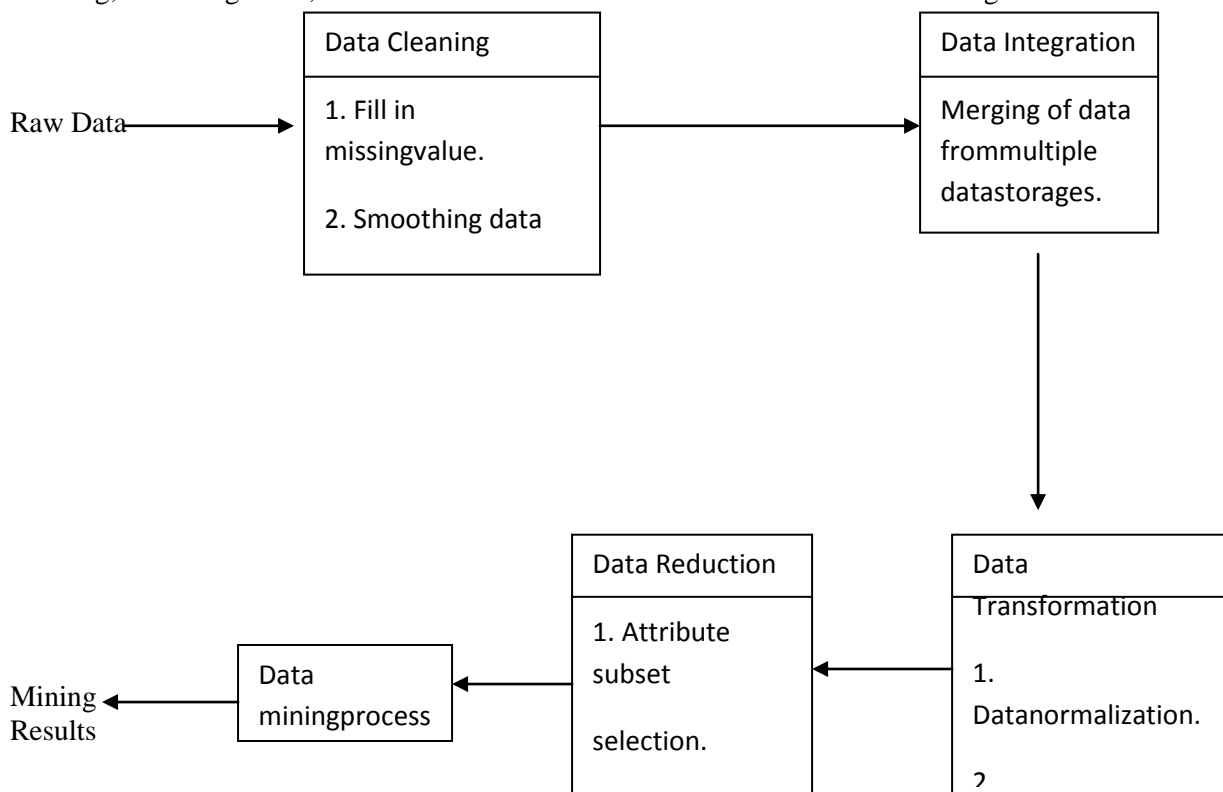 Data Cleaning
Data Integration
Raw Data
1. Fill in
missingvalue.
2. Smoothing data
Merging of data
frommultiple
datastorages.
Data Reduction
1. Attribute
subset
selection.
Data
Transformation
1.
Datanormalization.
2
Data
miningprocess
Mining
Results